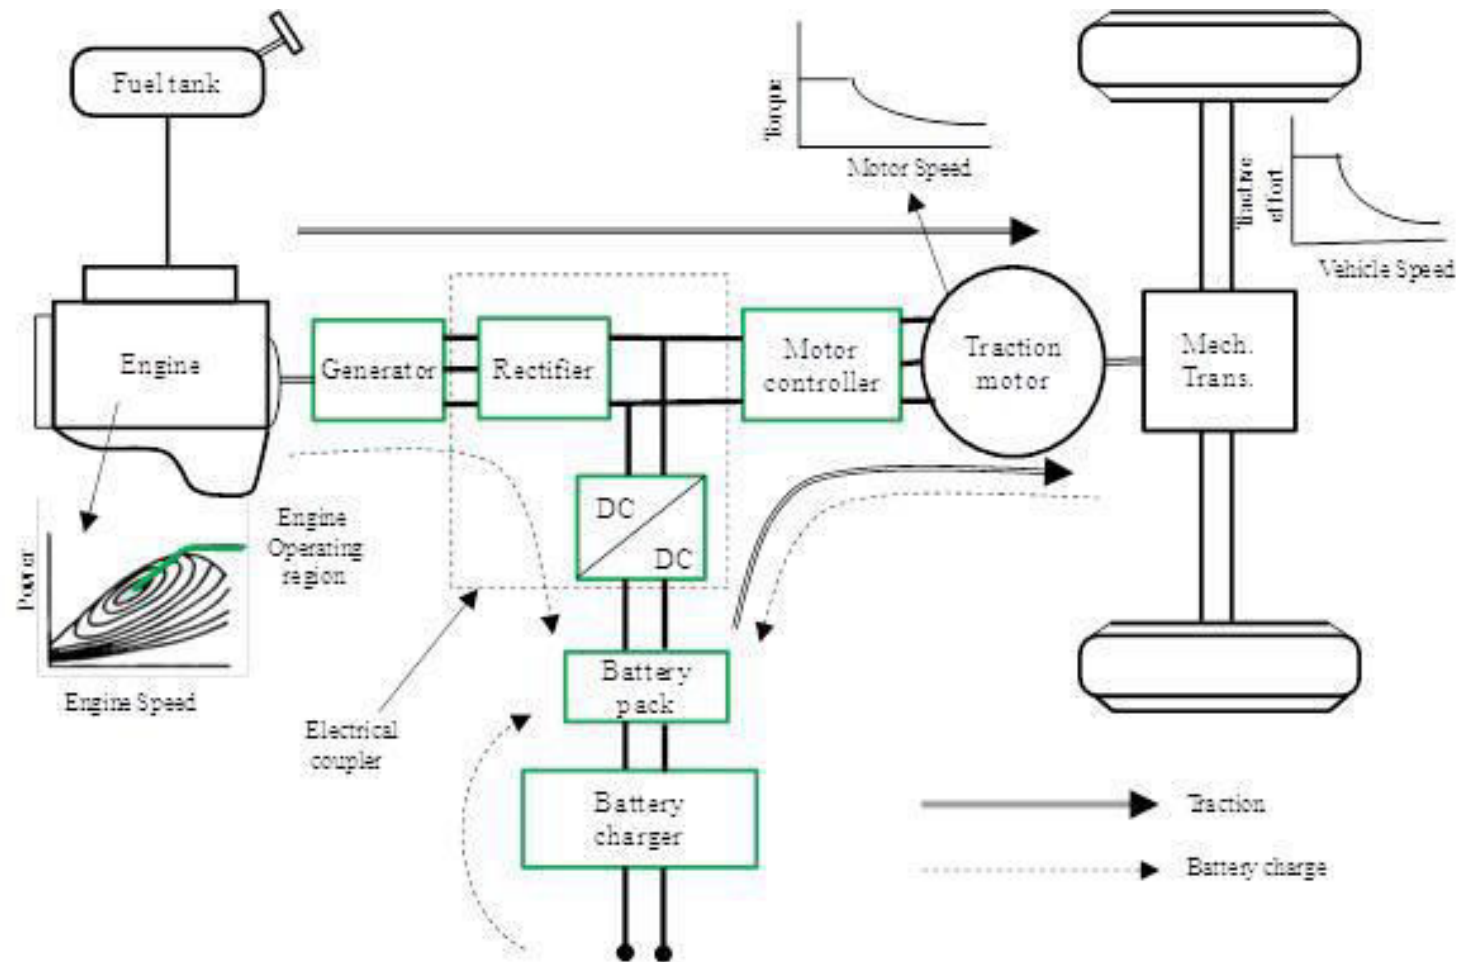 Fuel tank
Torque
Motor Speed
Tractive
effort
Vehicle Speed
Engine
Generator
Rectifier
Motor
controller
Traction
motor
Mech.
Trans.
DC
DC
Engine
Operating
region
Power
Engine Speed
Battery
pack
Electrical
coupler
Battery
charger
Traction
Battery charge